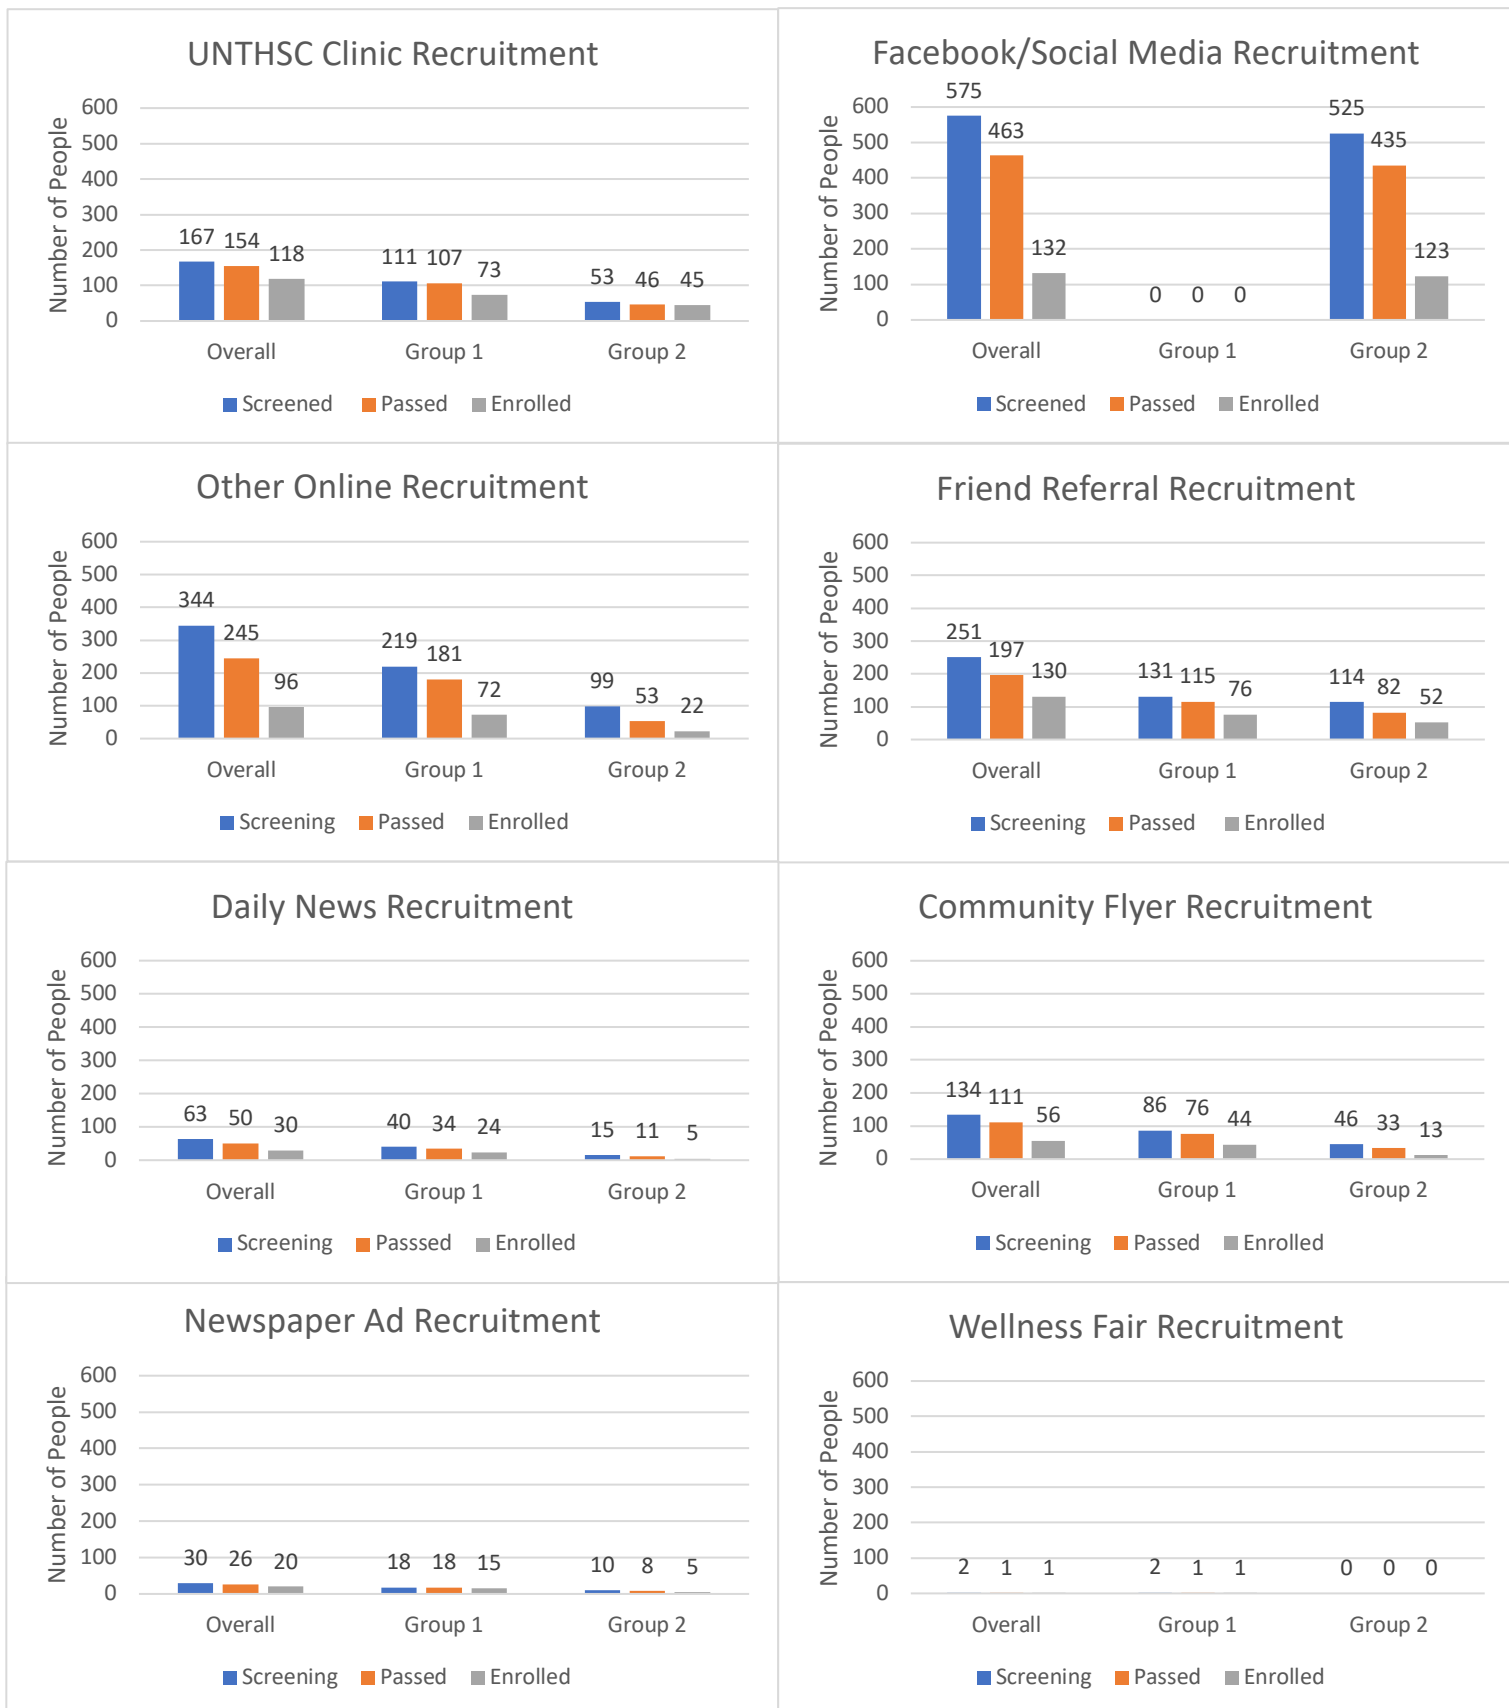 UNTHSC Clinic Recruitment
Number of People
600
500
400
300
200
100
0
167 154 118
111 107 73
53 46 45
Overall Group 1 Group 2
Screened Passed Enrolled
Facebook/Social Media Recruitment
Number of People
600
500
400
300
200
100
0
575 463 132
0 0 0
525 435 123
Overall Group 1 Group 2
Screened Passed Enrolled
Other Online Recruitment
Number of People
600
500
400
300
200
100
0
344 245 96
219 181 72
99 53 22
Overall Group 1 Group 2
Screening Passed Enrolled
Friend Referral Recruitment
Number of People
600
500
400
300
200
100
0
251 197 130
131 115 76
114 82 52
Overall Group 1 Group 2
Screening Passed Enrolled
Daily News Recruitment
Number of People
600
500
400
300
200
100
0
63 50 30
40 34 24
15 11 5
Overall Group 1 Group 2
Screening Passsed Enrolled
Community Flyer Recruitment
Number of People
600
500
400
300
200
100
0
134 111 56
86 76 44
46 33 13
Overall Group 1 Group 2
Screening Passed Enrolled
Newspaper Ad Recruitment
Number of People
600
500
400
300
200
100
0
30 26 20
18 18 15
10 8 5
Overall Group 1 Group 2
Screening Passed Enrolled
Wellness Fair Recruitment
Number of People
600
500
400
300
200
100
0
2 1 1
2 1 1
0 0 0
Overall Group 1 Group 2
Screening Passed Enrolled